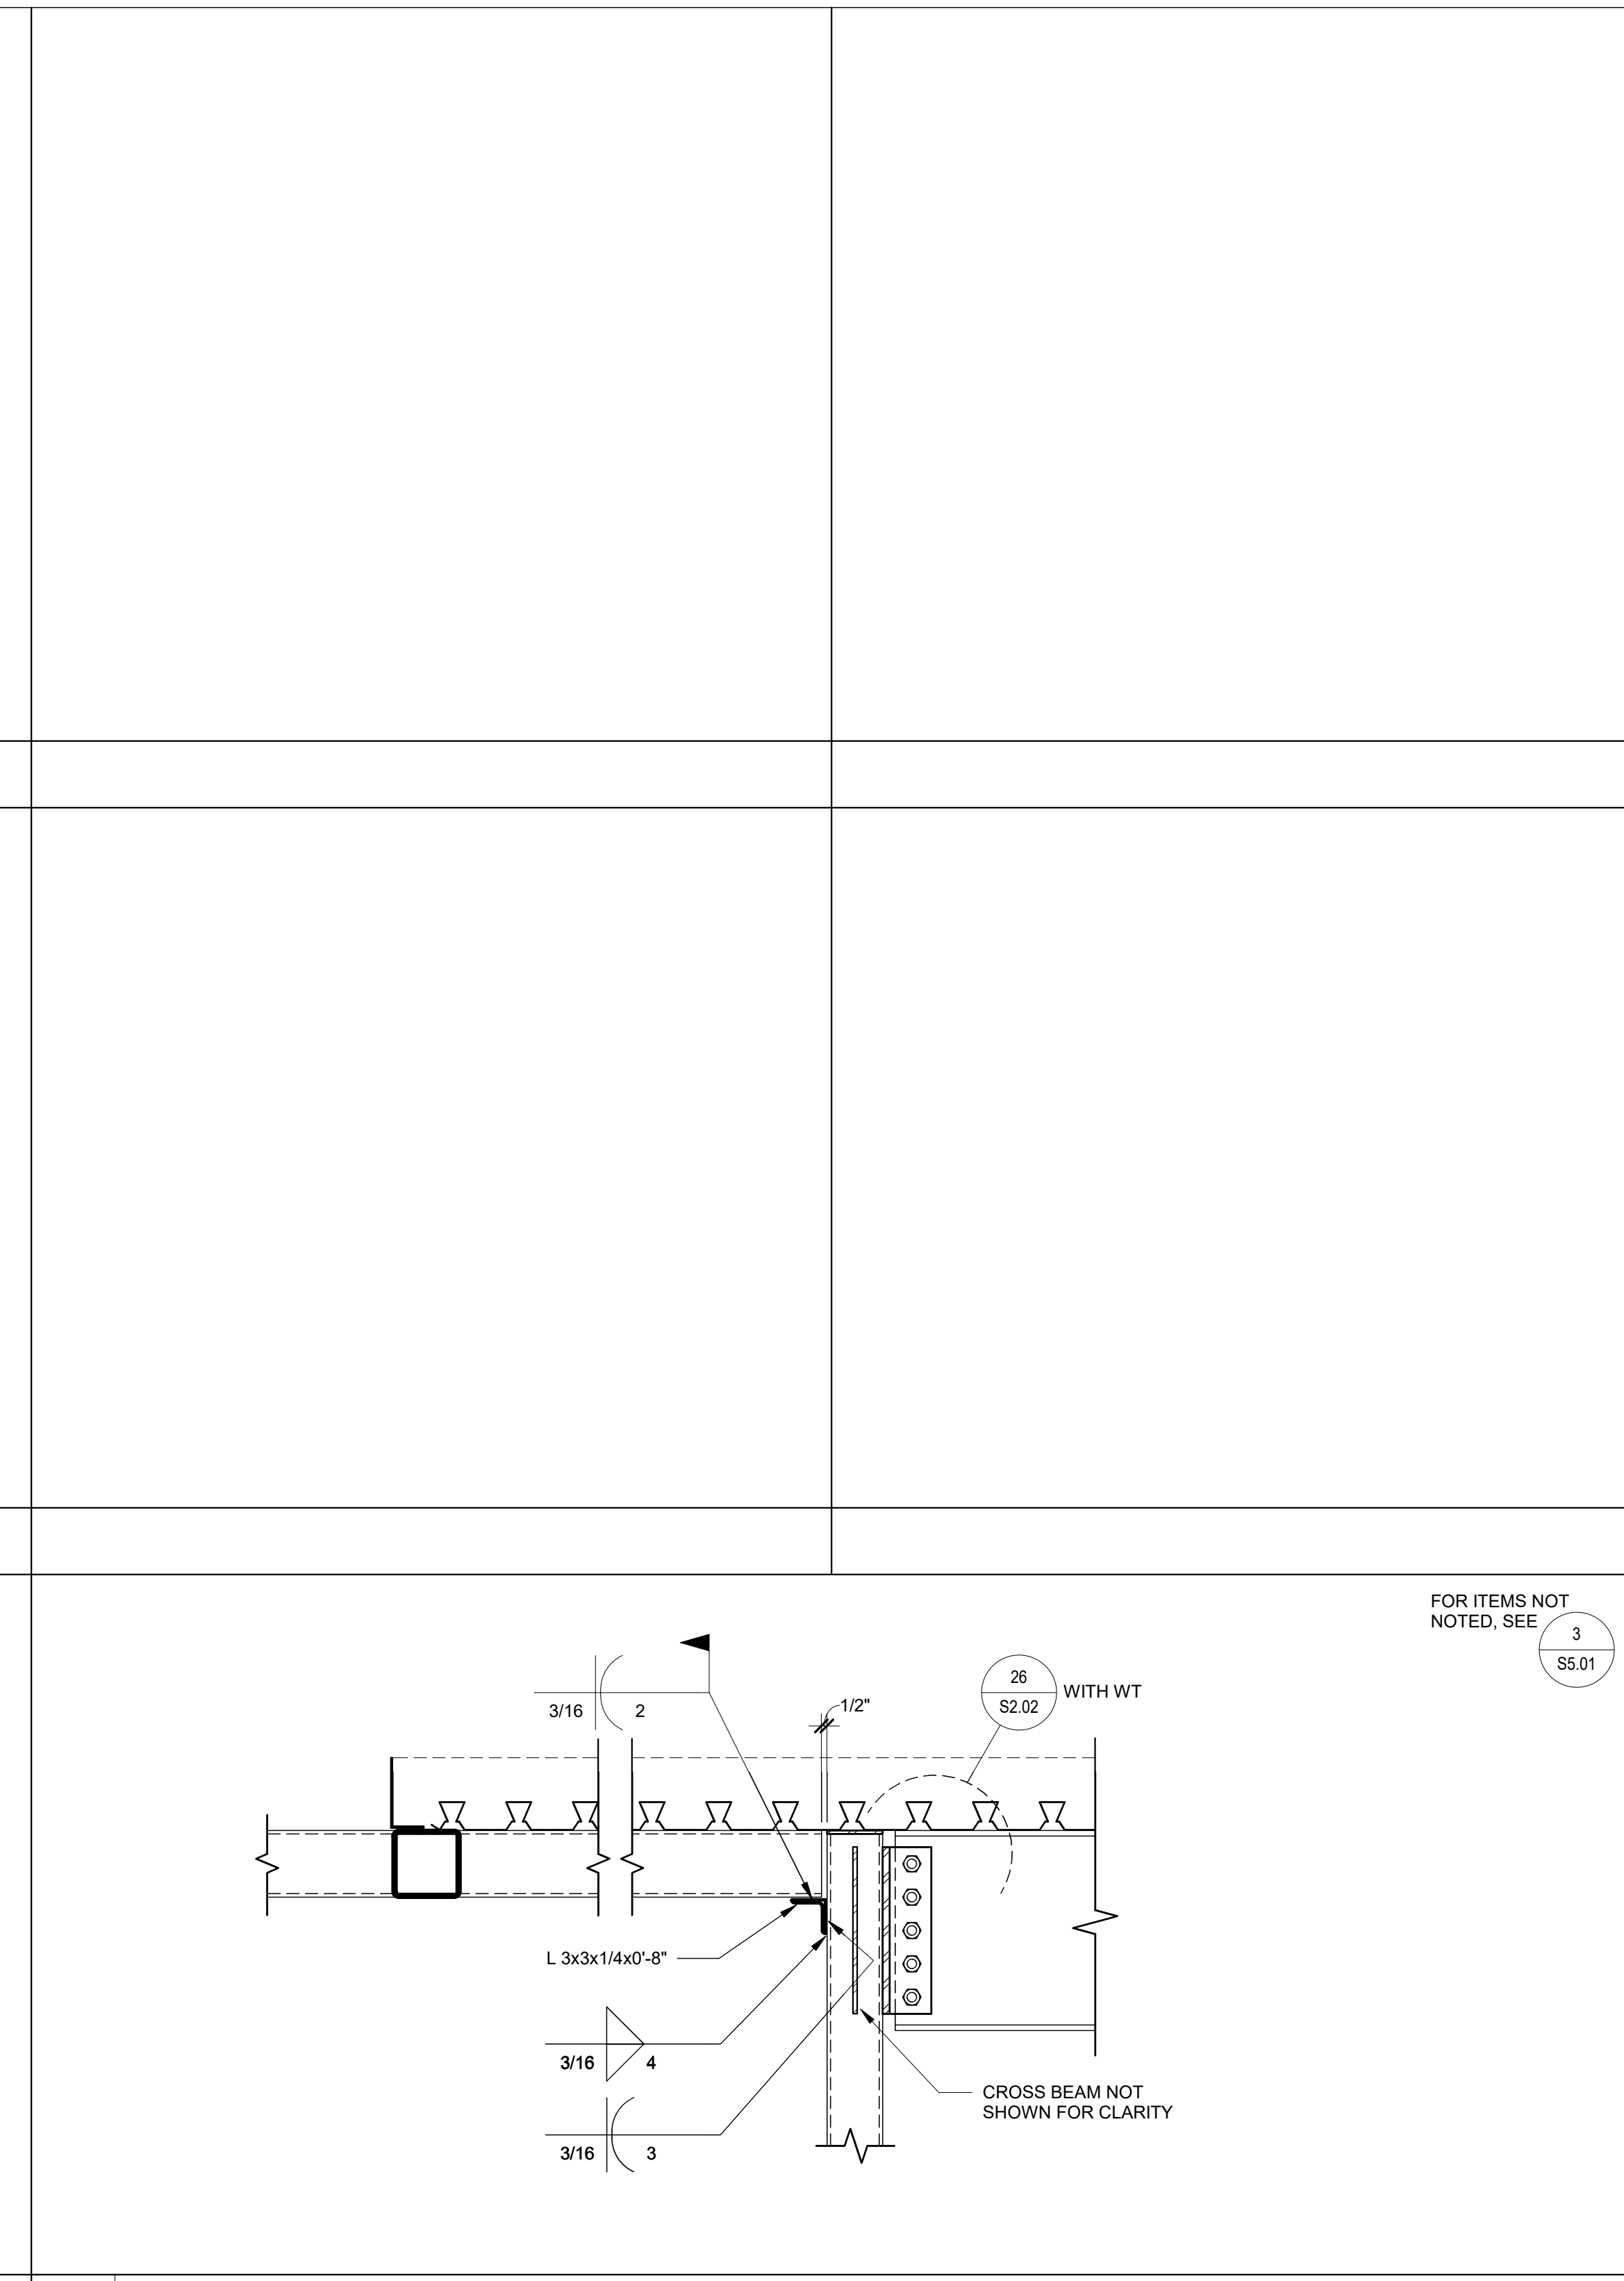 FOR ITEMS NOT
NOTED, SEE
3
S5.01
26
S2.02
WITH WT
3/16
2
1/2"
L 3x3x1/4x0'-8"
3/16
4
CROSS BEAM NOT
SHOWN FOR CLARITY
3/16
3